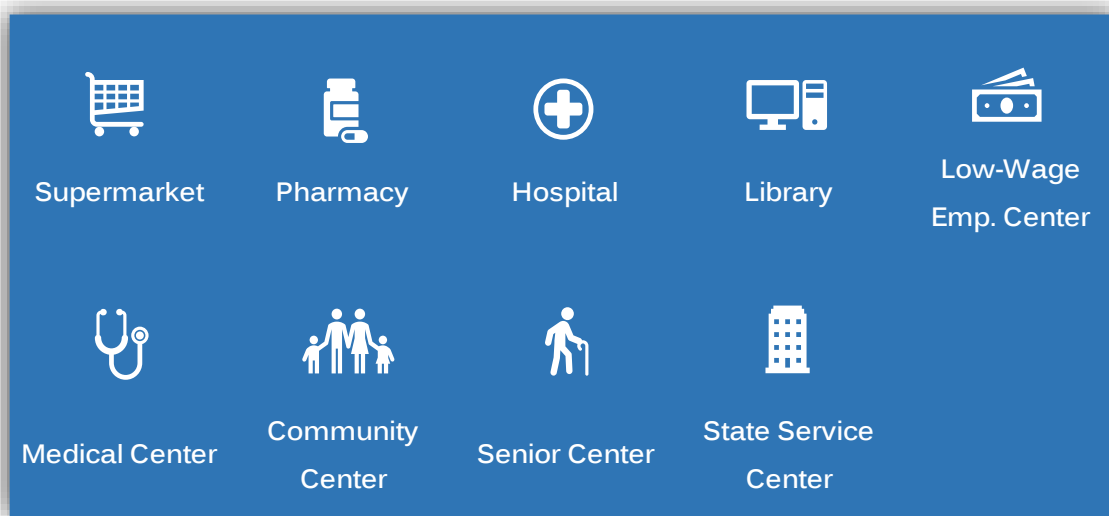 Supermarket
Pharmacy
Hospital
Library
Low-Wage
Emp. Center
Medical Center
Community
Center
Senior Center
State Service
Center